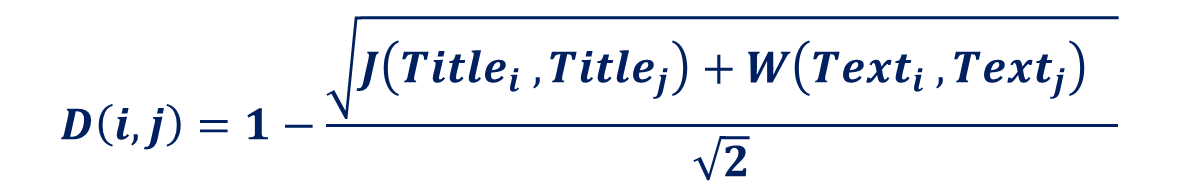 D(i,j) = 1 − √(J(Title_i , Title_j) + W(Text_i , Text_j)) / √2